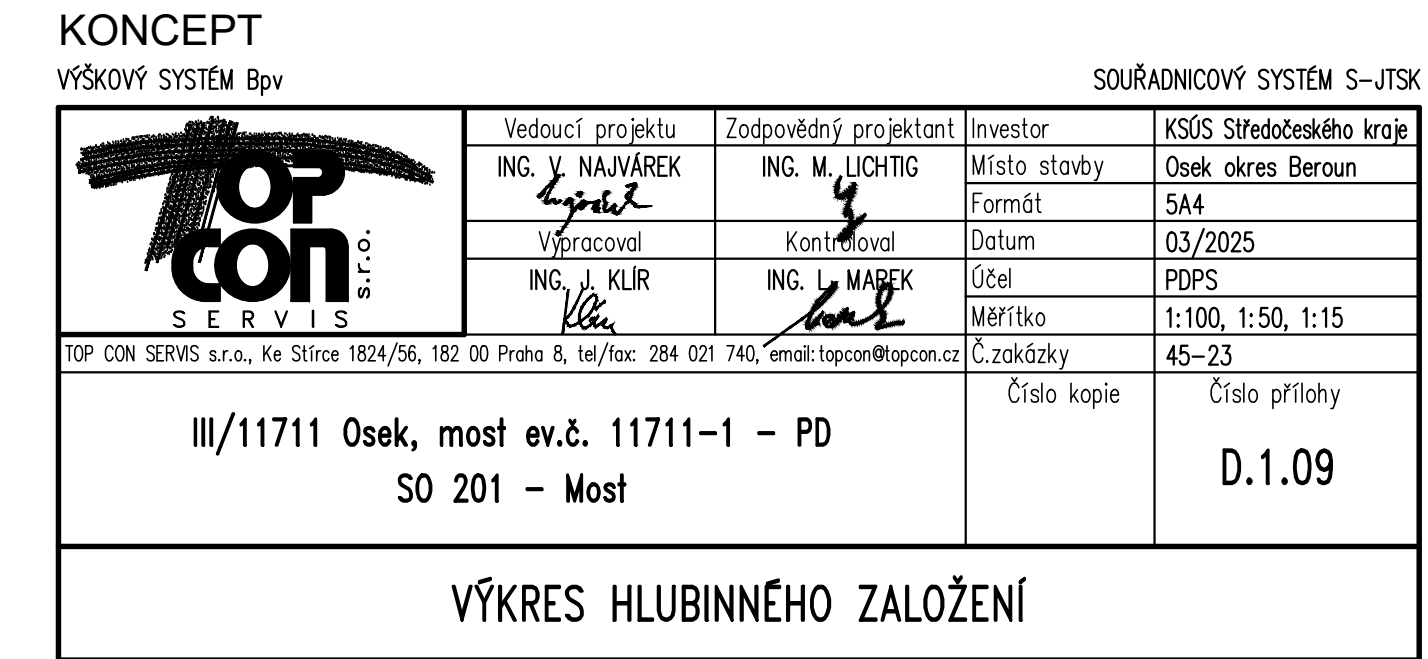 KONCEPT
VÝŠKOVÝ SYSTÉM Bpv
SOUŘADNICOVÝ SYSTÉM S-JTSK
TOP
CON
s.r.o.
SERVIS
Vedoucí projektu
Zodpovědný projektant
ING. V. NAJVÁREK
ING. M. LICHTIG
Vypracoval
Kontroloval
ING. J. KLÍR
ING. L. MAREK
Investor
KSÚS Středočeského kraje
Místo stavby
Osek okres Beroun
Formát
5A4
Datum
03/2025
Účel
PDPS
Měřítko
1:100, 1:50, 1:15
TOP CON SERVIS s.r.o., Ke Stírce 1824/56, 182 00 Praha 8, tel/fax: 284 021 740, email: topcon@topcon.cz
Č.zakázky
45-23
III/11711 Osek, most ev.č. 11711-1 - PD
SO 201 - Most
Číslo kopie
Číslo přílohy
D.1.09
VÝKRES HLUBINNÉHO ZALOŽENÍ